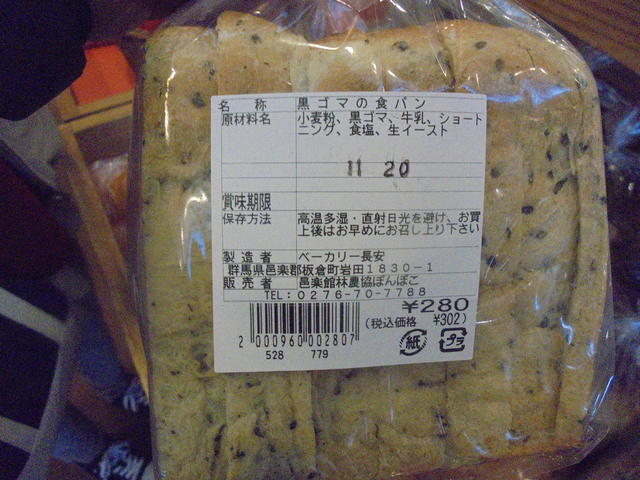 名称 黒ゴマの食パン
原材料名 小麦粉、黒ゴマ、牛乳、ショート
ニング、食塩、生イースト
11 20
賞味期限
保存方法 高温多湿・直射日光を避け、お買
上後はお早めにお召し上り下さい
製造者 ベーカリー長安
群馬県邑楽郡板倉町岩田1830-1
販売者 邑楽館林農協ぽんぽこ
TEL:0276-70-7788
¥280
(税込価格 ¥302)
2 000960 002807
528 779
紙 プラ